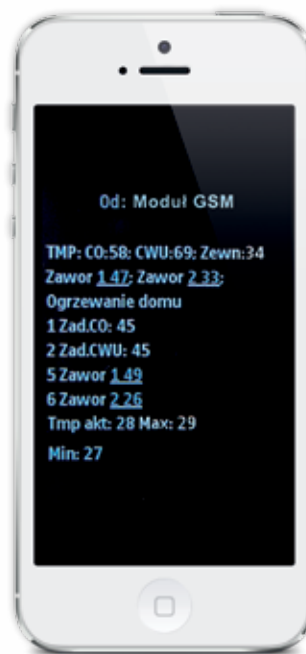 Od: Moduł GSM
TMP: CO:58; CWU:69; Zewn:34
Zawor 1.47; Zawor 2.33;
Ogrzewanie domu
1 Zad.CO: 45
2 Zad.CWU: 45
5 Zawor 1.49
6 Zawor 2.26
Tmp akt: 28 Max: 29
Min: 27